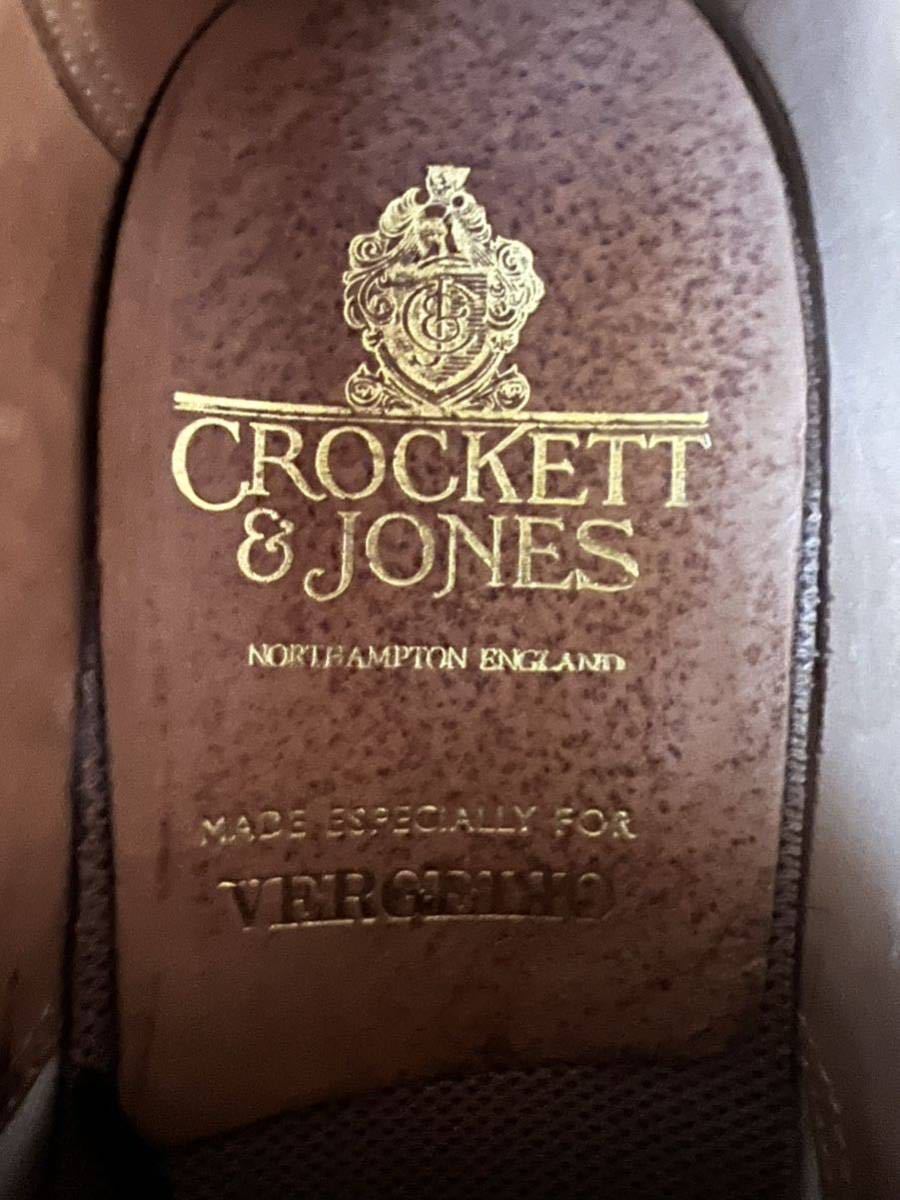 CROCKETT
& JONES
NORTHAMPTON ENGLAND
MADE ESPECIALLY FOR